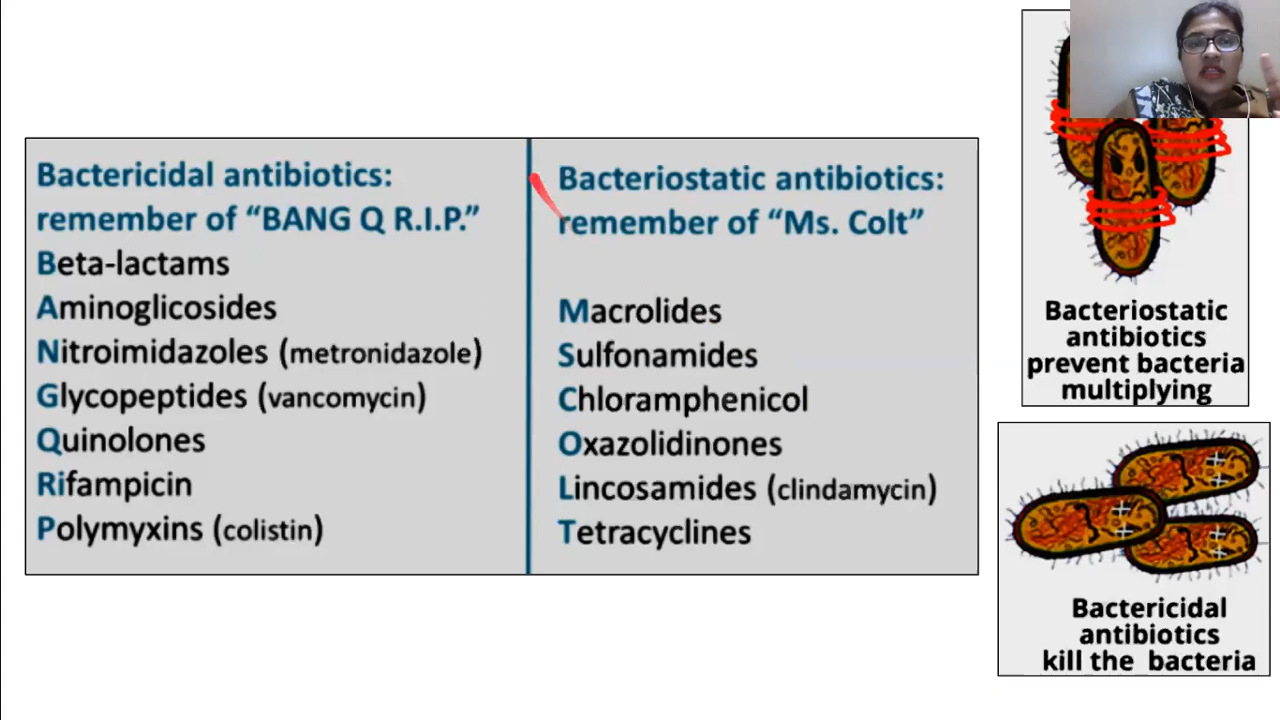 Bactericidal antibiotics:
remember of “BANG Q R.I.P.”
Beta-lactams
Aminoglicosides
Nitroimidazoles (metronidazole)
Glycopeptides (vancomycin)
Quinolones
Rifampicin
Polymyxins (colistin)
Bacteriostatic antibiotics:
remember of “Ms. Colt”
Macrolides
Sulfonamides
Chloramphenicol
Oxazolidinones
Lincosamides (clindamycin)
Tetracyclines
Bacteriostatic
antibiotics
prevent bacteria
multiplying
Bactericidal
antibiotics
kill the bacteria